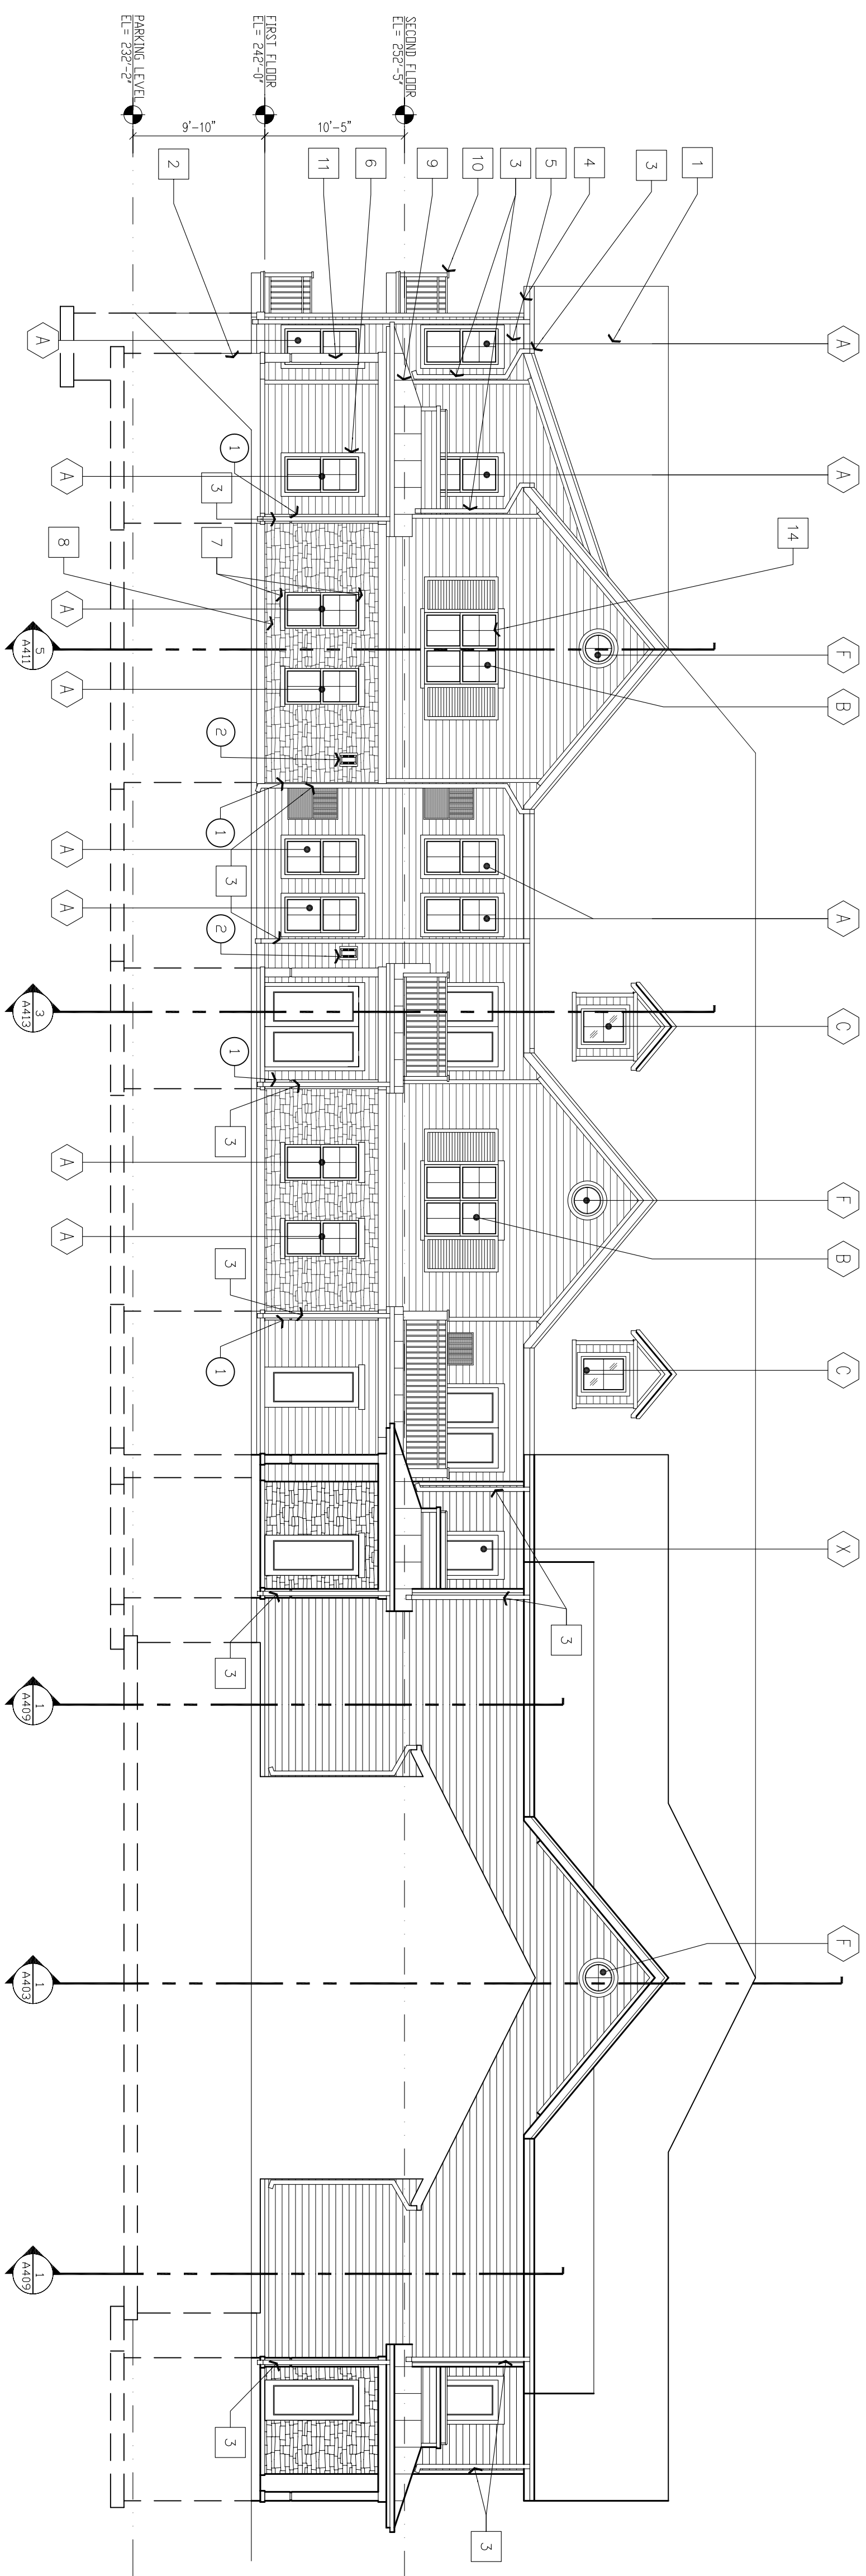 A
A
F
B
A
C
F
B
C
X
F
14
1
3
4
5
3
10
9
3
3
SECOND FLOOR
EL= 252'-5"
6
11
10'-5"
FIRST FLOOR
EL= 242'-0"
1
3
7
2
1
3
2
1
3
3
1
3
3
9'-10"
2
PARKING LEVEL
EL= 232'-2"
8
A
A
A
A
A
A
A
A
5
A411
3
A413
1
A409
1
A403
1
A409